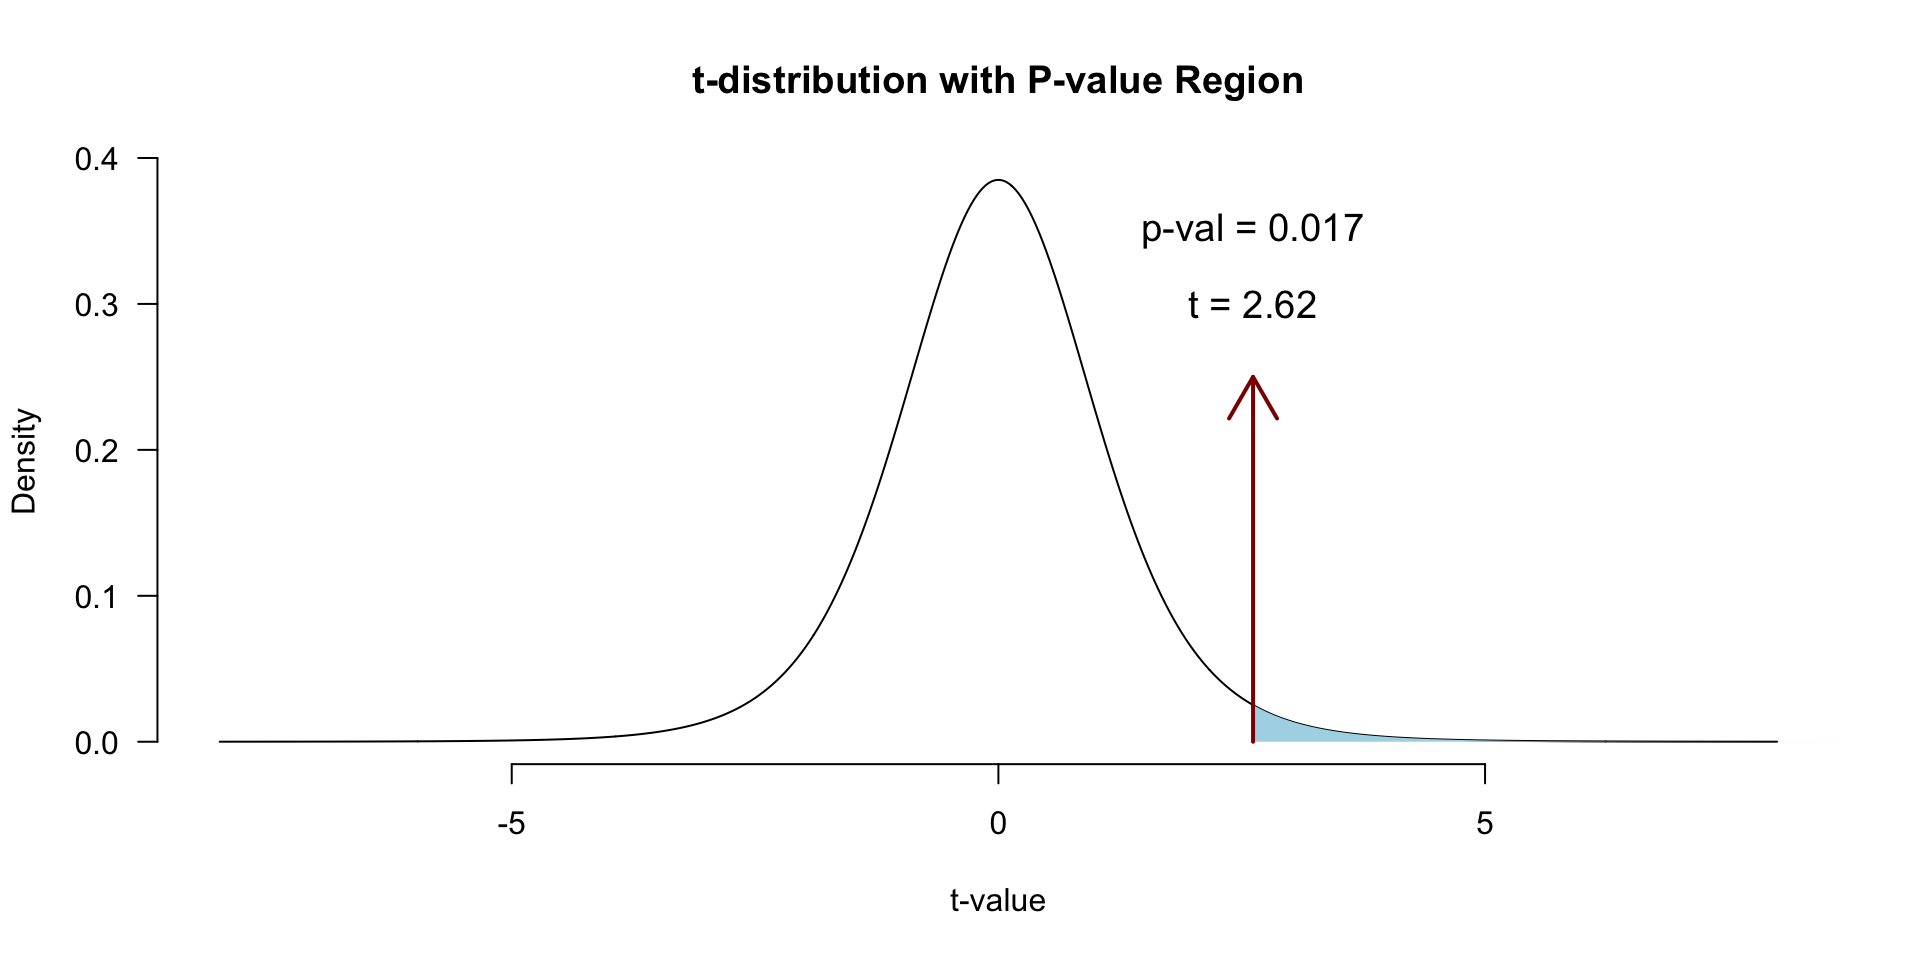 t-distribution with P-value Region
0.4
0.3
0.2
0.1
0.0
Density
p-val = 0.017
t = 2.62
-5
0
5
t-value